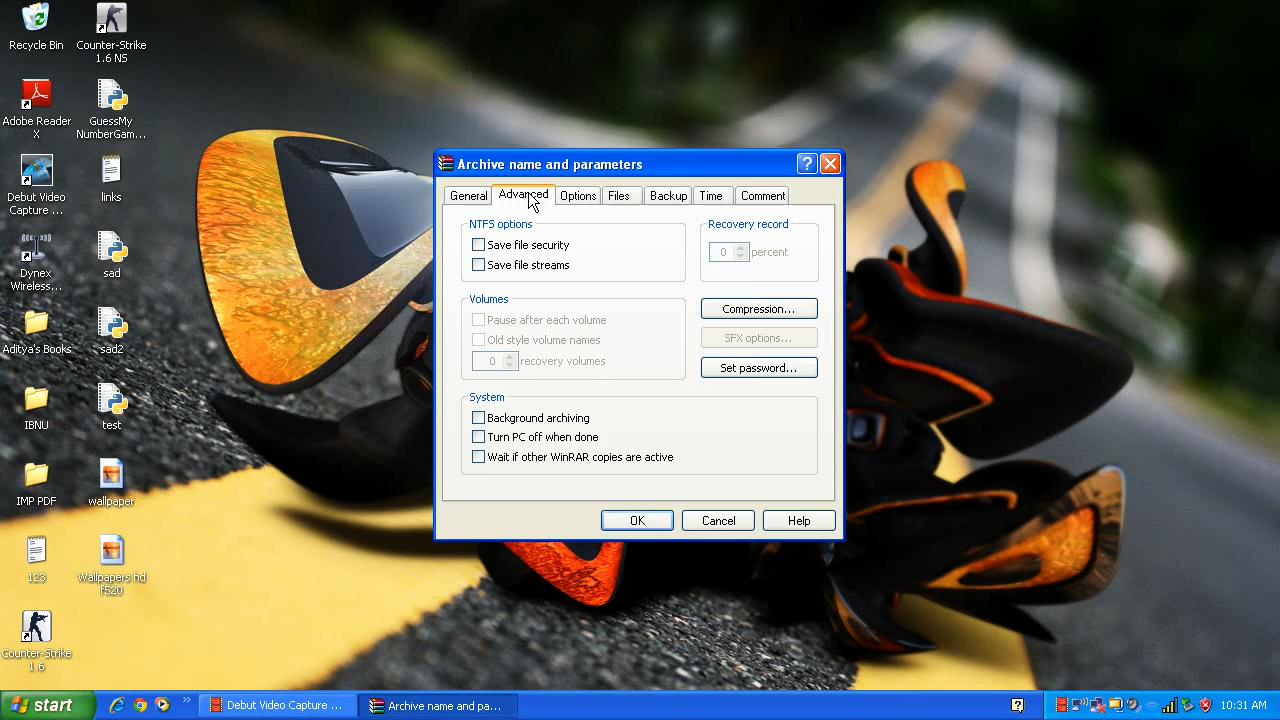 Recycle Bin
Counter-Strike
1.6 NS
Adobe Reader
X
GuessMy
NumberGam...
Debut Video
Capture ...
links
Dynex
Wireless...
sad
Aditya's Books
sad2
IBNU
test
IMP PDF
wallpaper
123
Wallpapers hd
f520
Counter-Strike
1.6
Archive name and parameters
General
Advanced
Options
Files
Backup
Time
Comment
NTFS options
Save file security
Save file streams
Recovery record
0 percent
Volumes
Pause after each volume
Old style volume names
0 recovery volumes
Compression...
SFX options...
Set password...
System
Background archiving
Turn PC off when done
Wait if other WinRAR copies are active
OK
Cancel
Help
start
Debut Video Capture ...
Archive name and pa...
10:31 AM